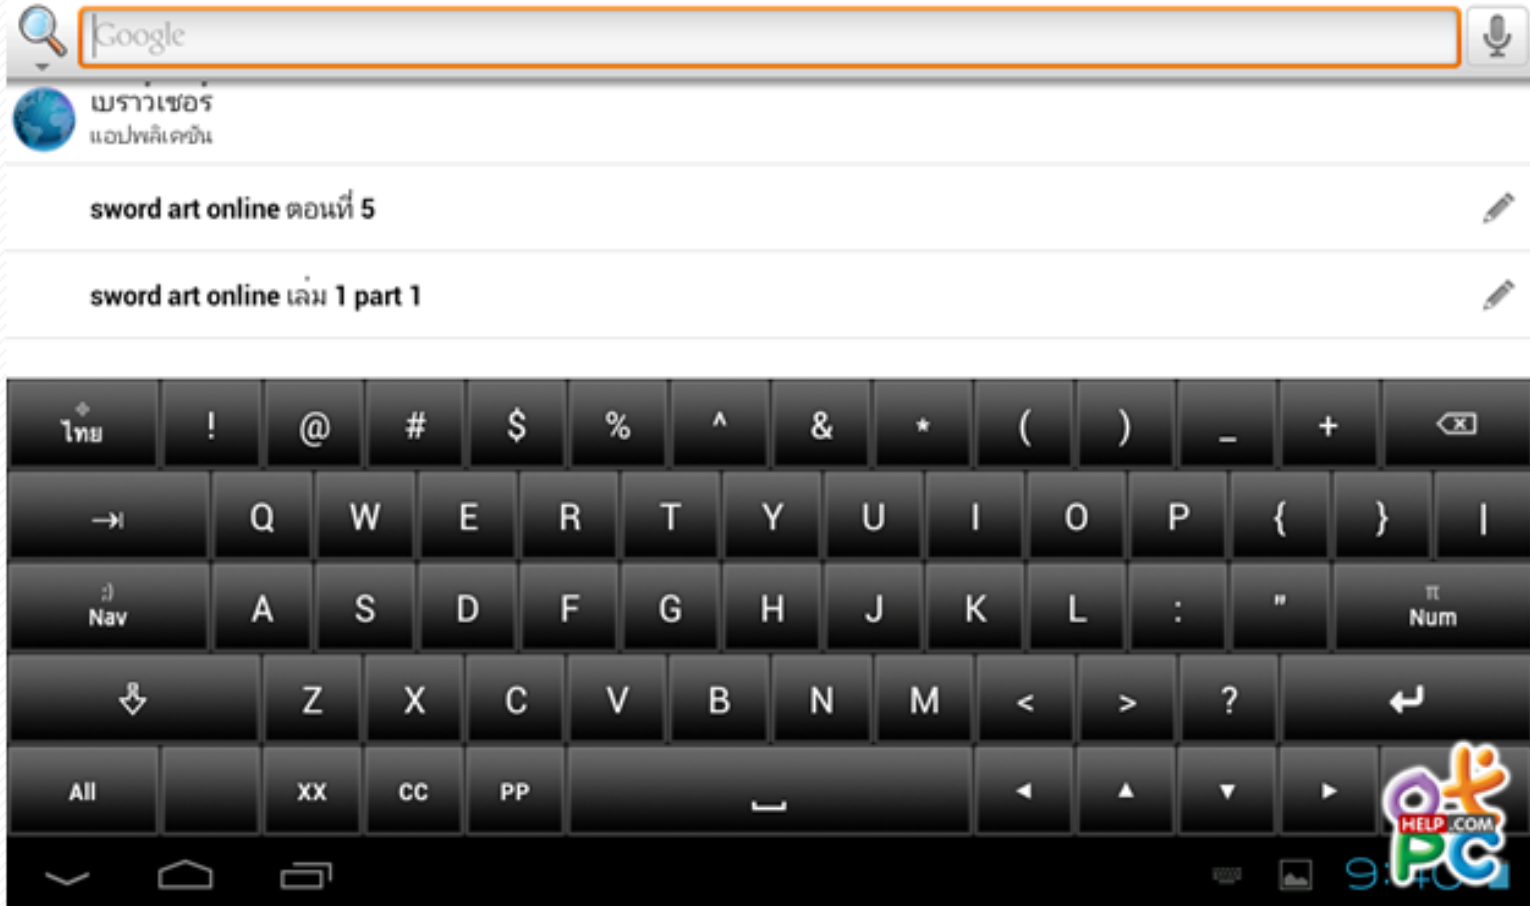 Google
เบราว์เซอร์
แอปพลิเคชัน
sword art online ตอนที่ 5
sword art online เล่ม 1 part 1
ไทย ! @ # $ % ^ & * ( ) _ +
Q W E R T Y U I O P { } |
:)
Nav A S D F G H J K L : " π
Num
Z X C V B N M < > ?
All XX CC PP
HELP.COM
PC